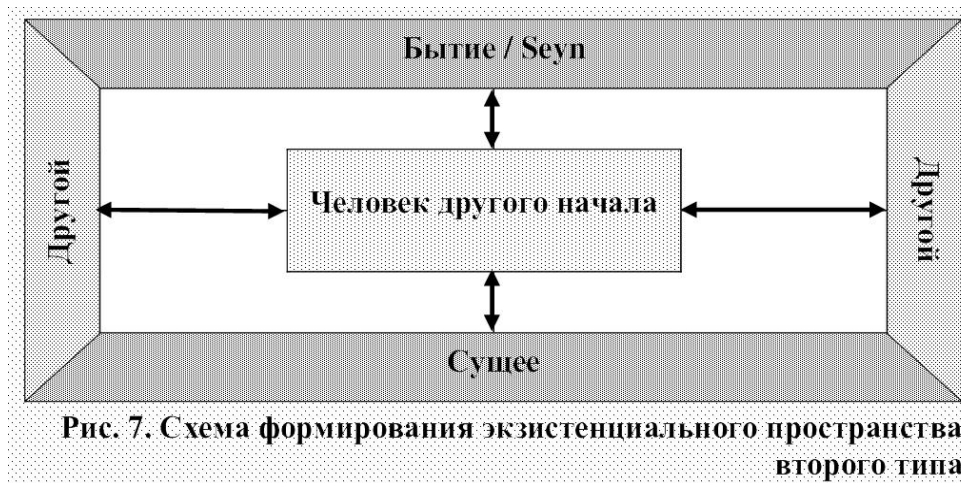 Бытие / Seyn
Другой
Человек другого начала
Другой
Сущее
Рис. 7. Схема формирования экзистенциального пространства
второго типа